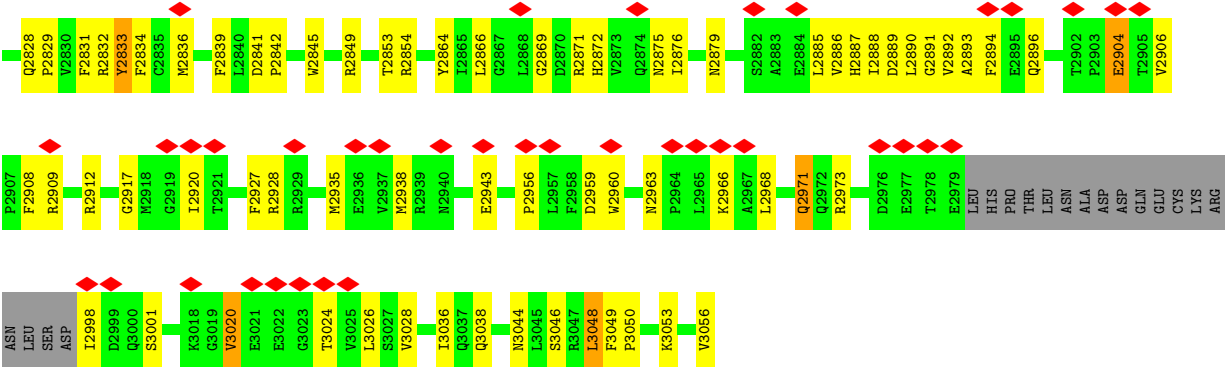 Q2828 P2829 V2830 F2831 R2832 Y2833 F2834 C2835 M2836 F2839 L2840 D2841 P2842 W2845 R2849 T2853 R2854 Y2864 I2865 L2866 G2867 L2868 G2869 D2870 R2871 H2872 V2873 Q2874 N2875 I2876 N2879 S2882 A2883 E2884 L2885 V2886 H2887 I2888 D2889 L2890 G2891 V2892 A2893 F2894 E2895 Q2896 T2902 P2903 E2904 T2905 V2906
P2907 F2908 R2909 R2912 G2917 M2918 G2919 I2920 T2921 F2927 R2928 R2929 M2935 E2936 V2937 M2938 R2939 N2940 E2943 P2956 L2957 F2958 D2959 W2960 N2963 P2964 L2965 K2966 A2967 L2968 Q2971 Q2972 R2973 D2976 E2977 T2978 E2979 LEU HIS PRO THR LEU ASN ALA ASP ASP GLN GLU CYS LYS ARG
ASN LEU SER ASP I2998 D2999 Q3000 S3001 K3018 G3019 V3020 E3021 E3022 G3023 T3024 V3025 L3026 S3027 V3028 I3036 Q3037 Q3038 N3044 L3045 S3046 R3047 L3048 F3049 P3050 K3053 V3056